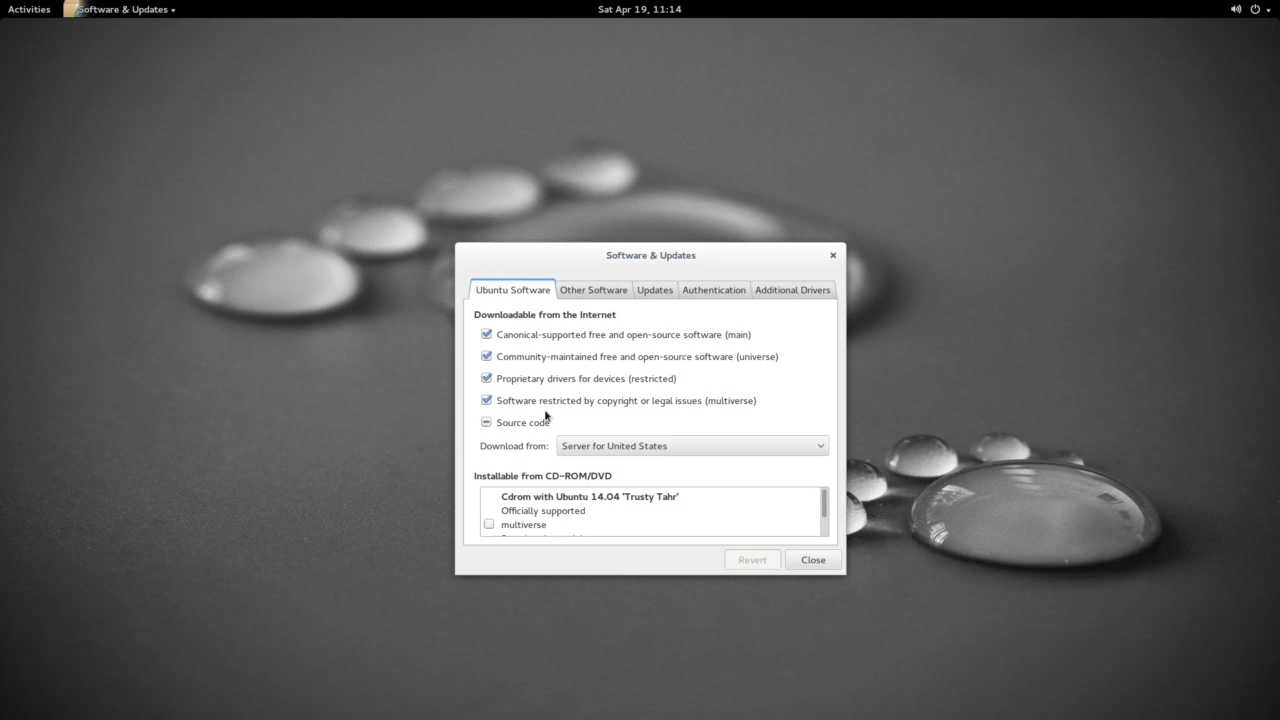 Activities
Software & Updates
Sat Apr 19, 11:14
Software & Updates
Ubuntu Software
Other Software
Updates
Authentication
Additional Drivers
Downloadable from the Internet
Canonical-supported free and open-source software (main)
Community-maintained free and open-source software (universe)
Proprietary drivers for devices (restricted)
Software restricted by copyright or legal issues (multiverse)
Source code
Download from: Server for United States
Installable from CD-ROM/DVD
Cdrom with Ubuntu 14.04 'Trusty Tahr'
Officially supported
multiverse
Revert
Close